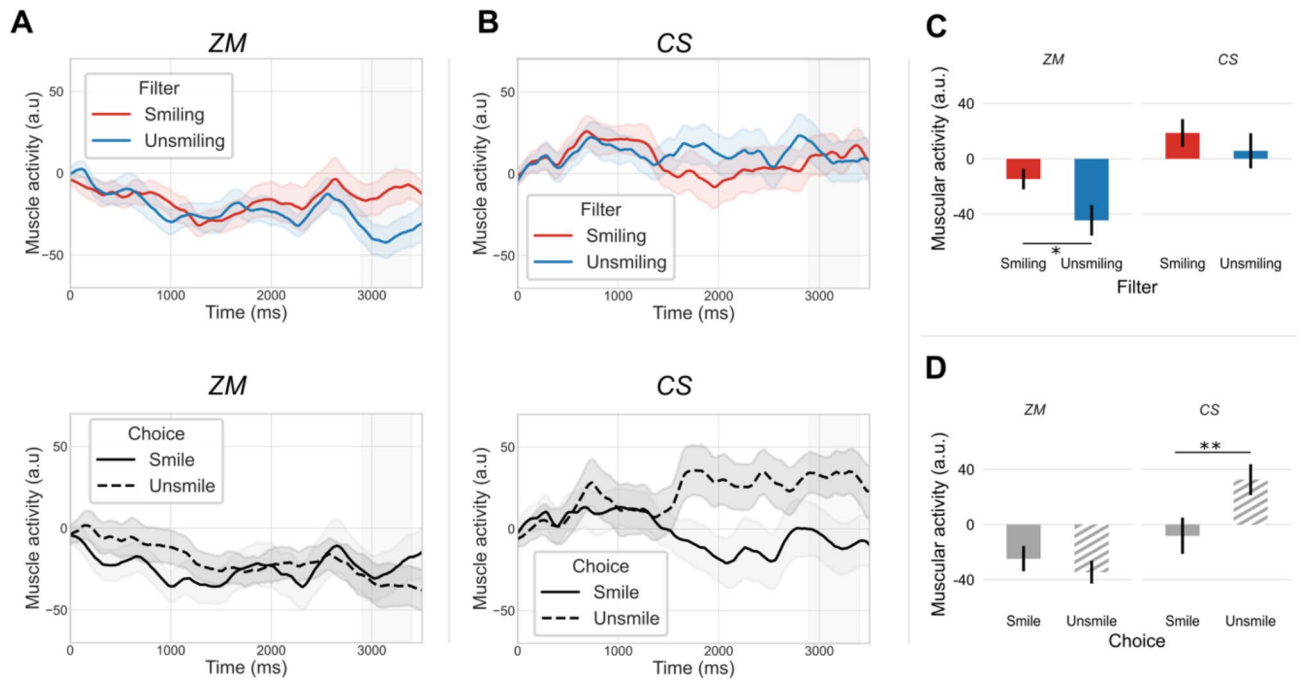 A
ZM
Muscle activity (a.u)
50
0
−50
Filter
Smiling
Unsmiling
0
1000
2000
3000
Time (ms)
ZM
Muscle activity (a.u)
50
0
−50
Choice
Smile
Unsmile
0
1000
2000
3000
Time (ms)
B
CS
Muscle activity (a.u)
50
0
−50
Filter
Smiling
Unsmiling
0
1000
2000
3000
Time (ms)
CS
Muscle activity (a.u)
50
0
−50
Choice
Smile
Unsmile
0
1000
2000
3000
Time (ms)
C
ZM
CS
Muscular activity (a.u.)
40
0
-40
*
Smiling Unsmiling
Smiling Unsmiling
Filter
D
ZM
CS
Muscular activity (a.u.)
40
0
-40
**
Smile Unsmile
Smile Unsmile
Choice